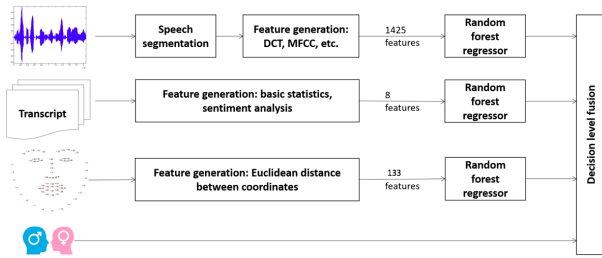 Speech
segmentation
Feature generation:
DCT, MFCC, etc.
1425
features
Random
forest
regressor
Transcript
Feature generation: basic statistics,
sentiment analysis
8
features
Random
forest
regressor
Feature generation: Euclidean distance
between coordinates
133
features
Random
forest
regressor
Decision level fusion